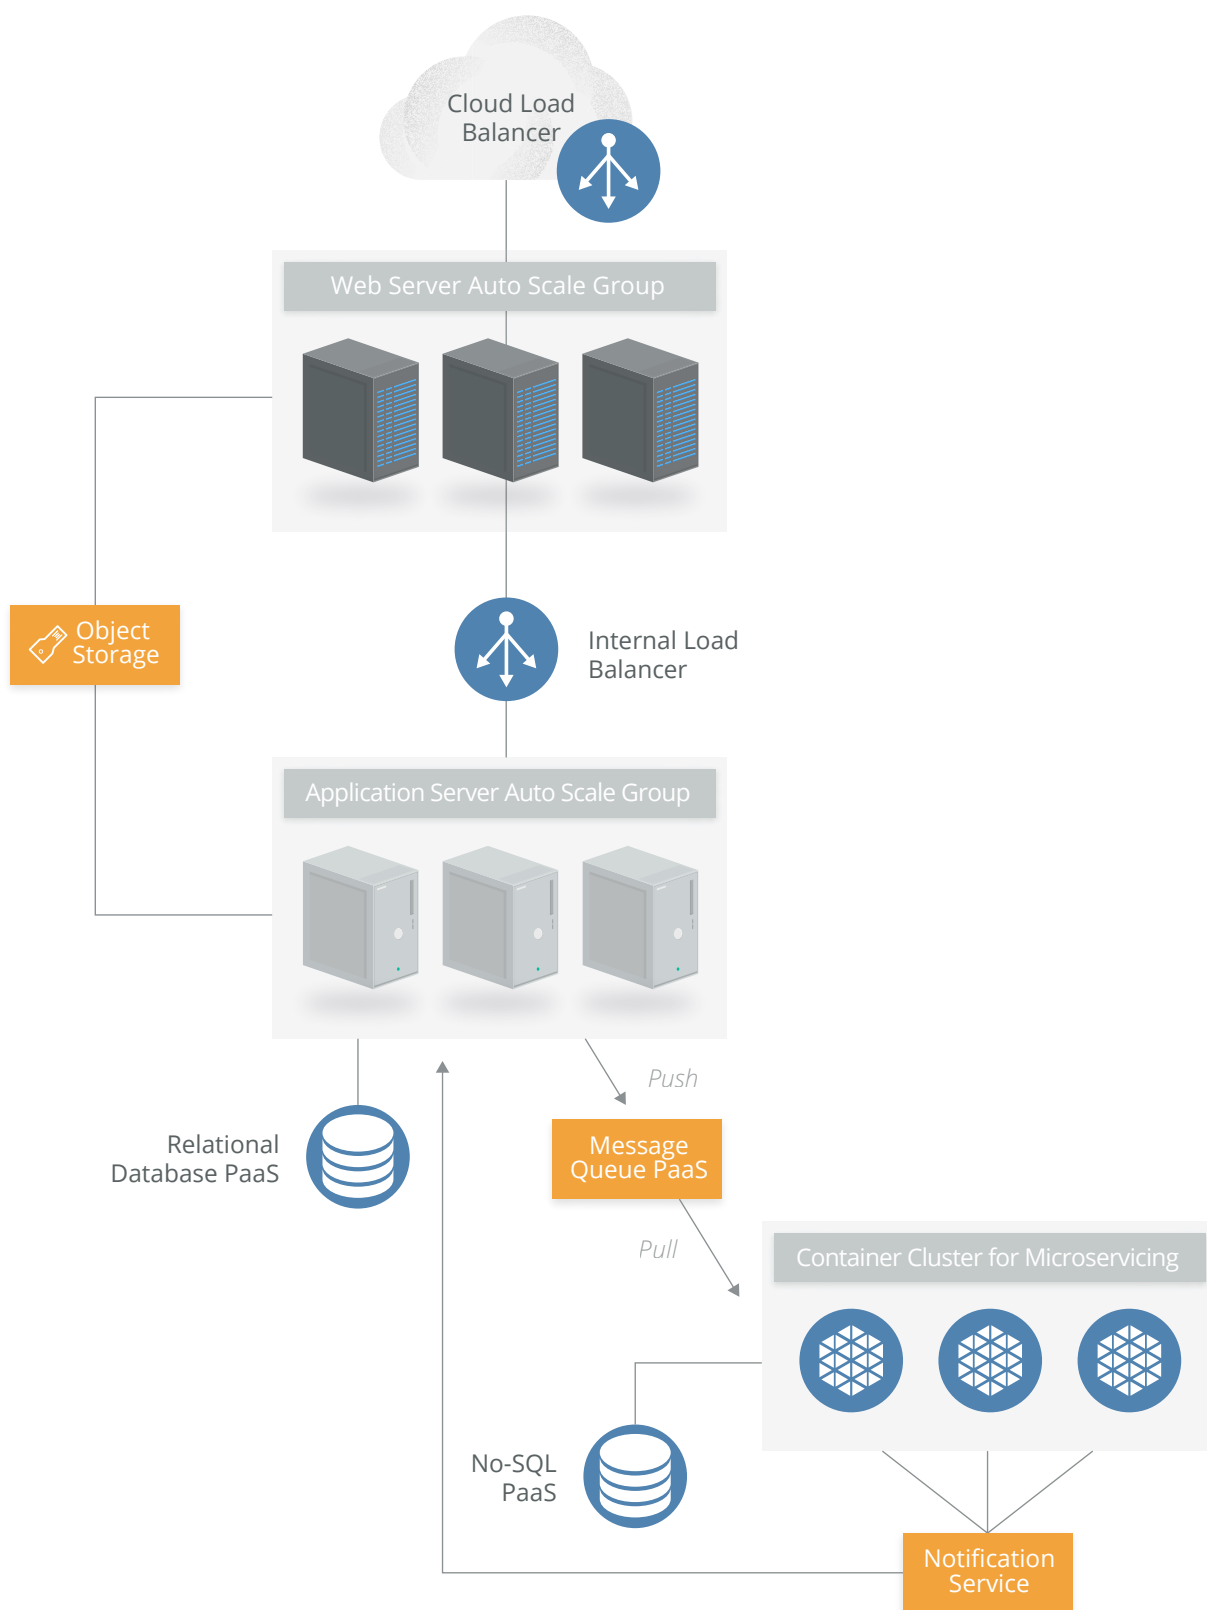 Cloud Load
Balancer
Web Server Auto Scale Group
Object
Storage
Internal Load
Balancer
Application Server Auto Scale Group
Push
Relational
Database PaaS
Message
Queue PaaS
Pull
Container Cluster for Microservicing
No-SQL
PaaS
Notification
Service